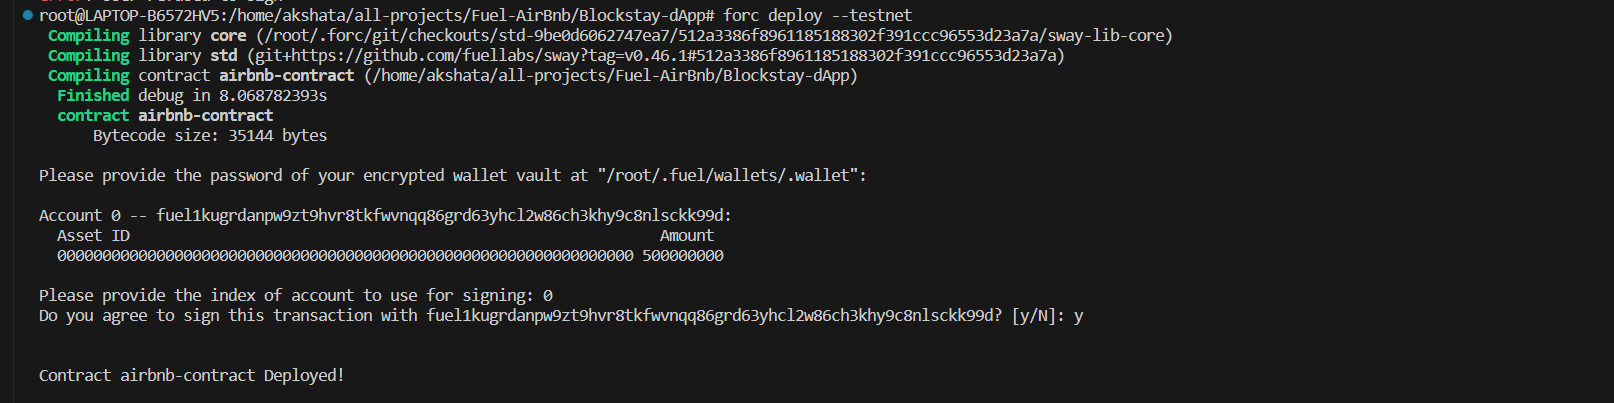 root@LAPTOP-B6572HV5:/home/akshata/all-projects/Fuel-AirBnb/Blockstay-dApp# forc deploy --testnet
Compiling library core (/root/.forc/git/checkouts/std-9be0d6062747ea7/512a3386f8961185188302f391ccc96553d23a7a/sway-lib-core)
Compiling library std (git+https://github.com/fuellabs/sway?tag=v0.46.1#512a3386f8961185188302f391ccc96553d23a7a)
Compiling contract airbnb-contract (/home/akshata/all-projects/Fuel-AirBnb/Blockstay-dApp)
Finished debug in 8.068782393s
contract airbnb-contract
Bytecode size: 35144 bytes
Please provide the password of your encrypted wallet vault at "/root/.fuel/wallets/.wallet":
Account 0 -- fuel1kugrdanpw9zt9hvr8tkfwvnqq86grd63yhcl2w86ch3khy9c8nlsckk99d:
Asset ID Amount
0000000000000000000000000000000000000000000000000000000000000000 500000000
Please provide the index of account to use for signing: 0
Do you agree to sign this transaction with fuel1kugrdanpw9zt9hvr8tkfwvnqq86grd63yhcl2w86ch3khy9c8nlsckk99d? [y/N]: y
Contract airbnb-contract Deployed!